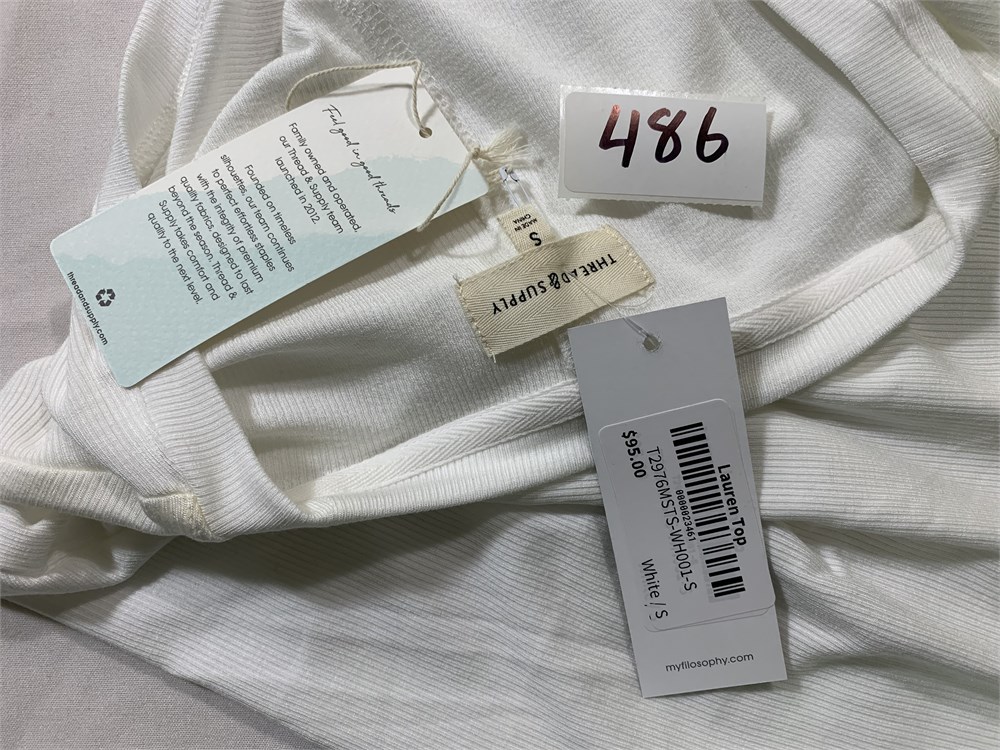 Feel good in good threads
Family owned and operated,
our Thread & Supply team
launched in 2012.
Founded on timeless
silhouettes, our team continues
to perfect effortless staples
with the integrity of premium
quality fabrics, designed to last
beyond the season. Thread &
Supply takes comfort and
quality to the next level.
threadandsupply.com
486
S
MADE IN
CHINA
THREAD & SUPPLY
Lauren Top
0000023461
T2976MSTS-WH001-S
$95.00
White / S
myfilosophy.com